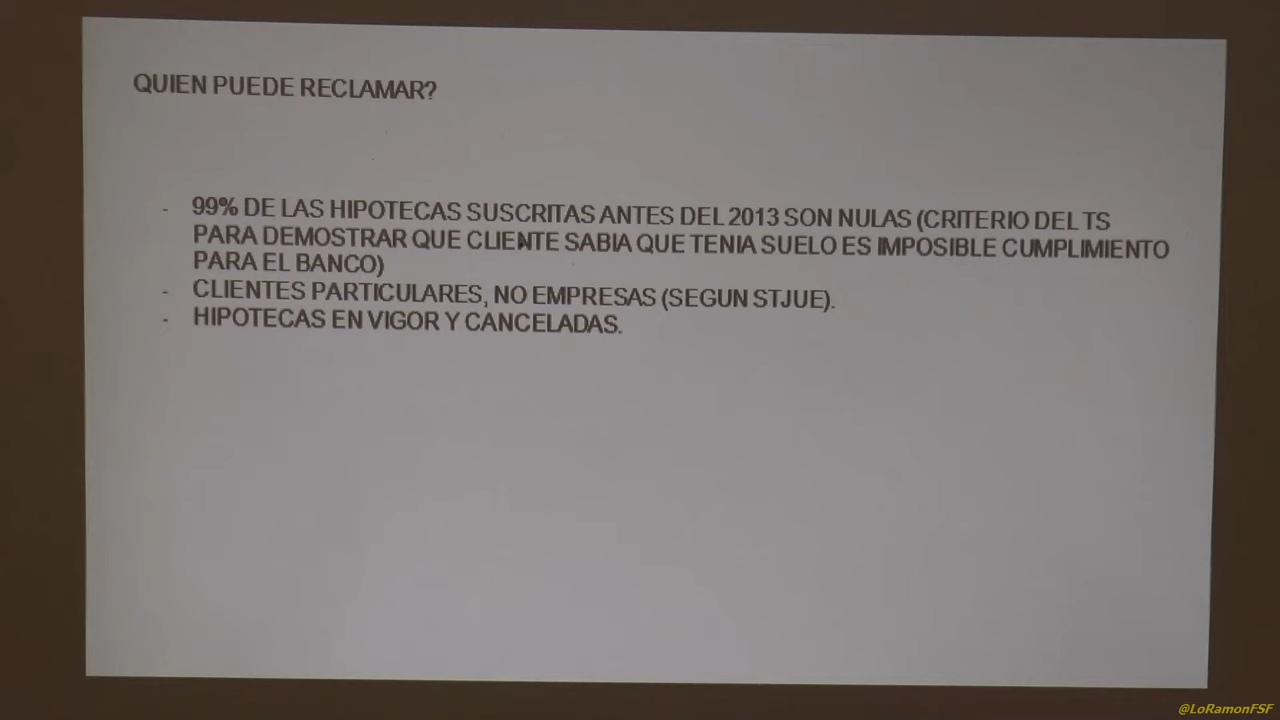 QUIEN PUEDE RECLAMAR?
- 99% DE LAS HIPOTECAS SUSCRITAS ANTES DEL 2013 SON NULAS (CRITERIO DEL TS
PARA DEMOSTRAR QUE CLIENTE SABIA QUE TENIA SUELO ES IMPOSIBLE CUMPLIMIENTO
PARA EL BANCO)
- CLIENTES PARTICULARES, NO EMPRESAS (SEGUN STJUE).
- HIPOTECAS EN VIGOR Y CANCELADAS.
@LoRamonFSF